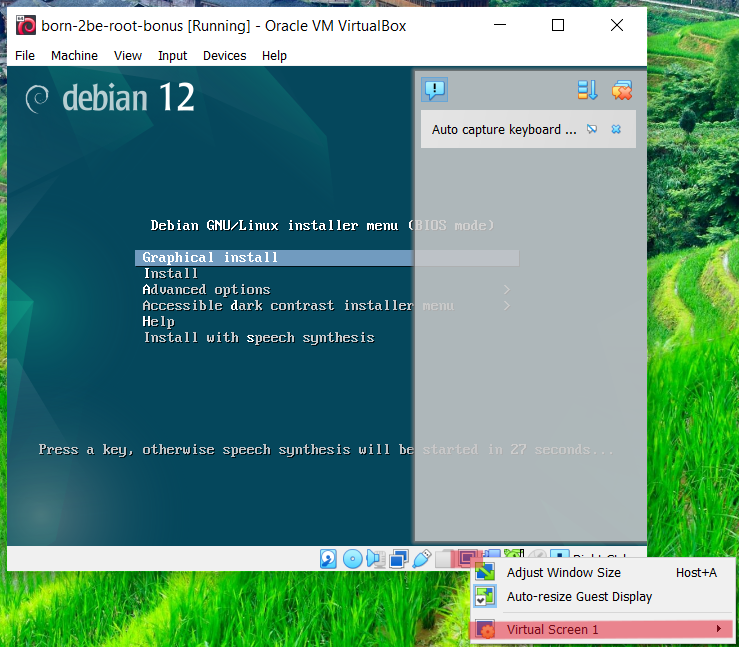 born-2be-root-bonus [Running] - Oracle VM VirtualBox
File Machine View Input Devices Help
debian 12
Auto capture keyboard ...
Debian GNU/Linux installer menu (BIOS mode)
Graphical install
Install
Advanced options
Accessible dark contrast installer menu
Help
Install with speech synthesis
Press a key, otherwise speech synthesis will be started in 27 seconds...
Adjust Window Size Host+A
Auto-resize Guest Display
Virtual Screen 1